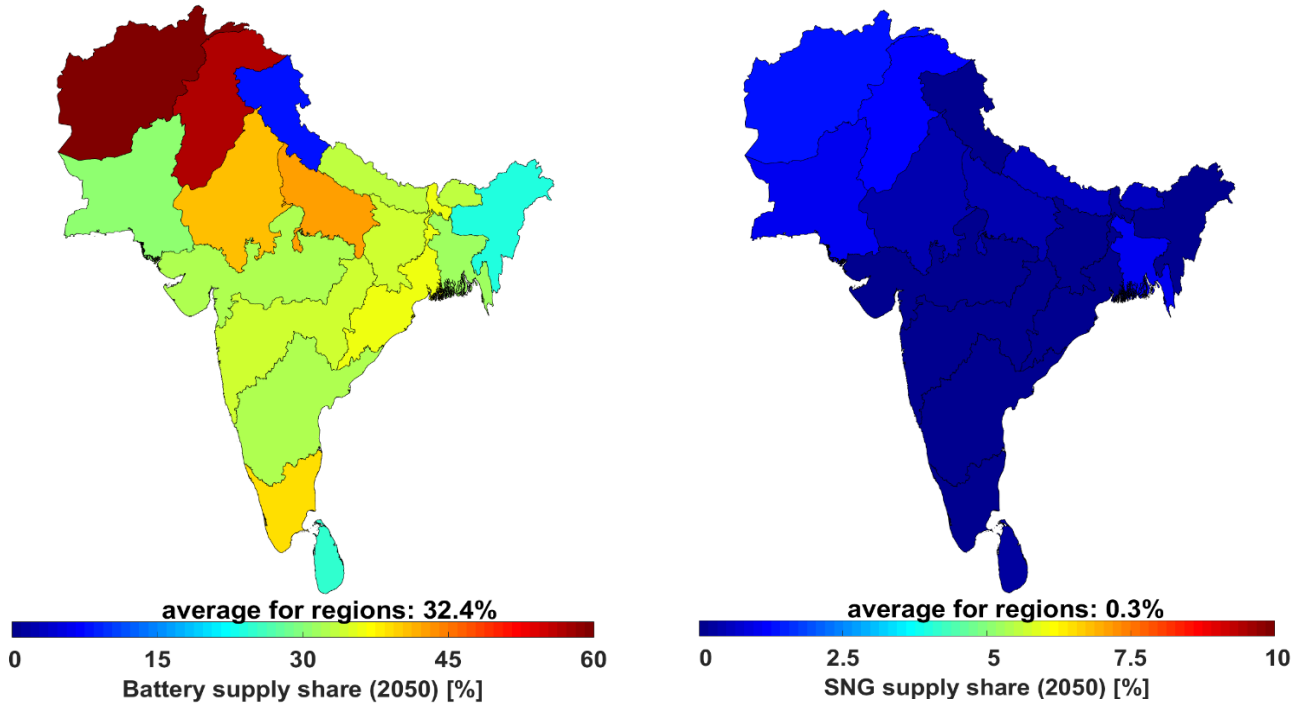 average for regions: 32.4%
0 15 30 45 60
Battery supply share (2050) [%]
average for regions: 0.3%
0 2.5 5 7.5 10
SNG supply share (2050) [%]